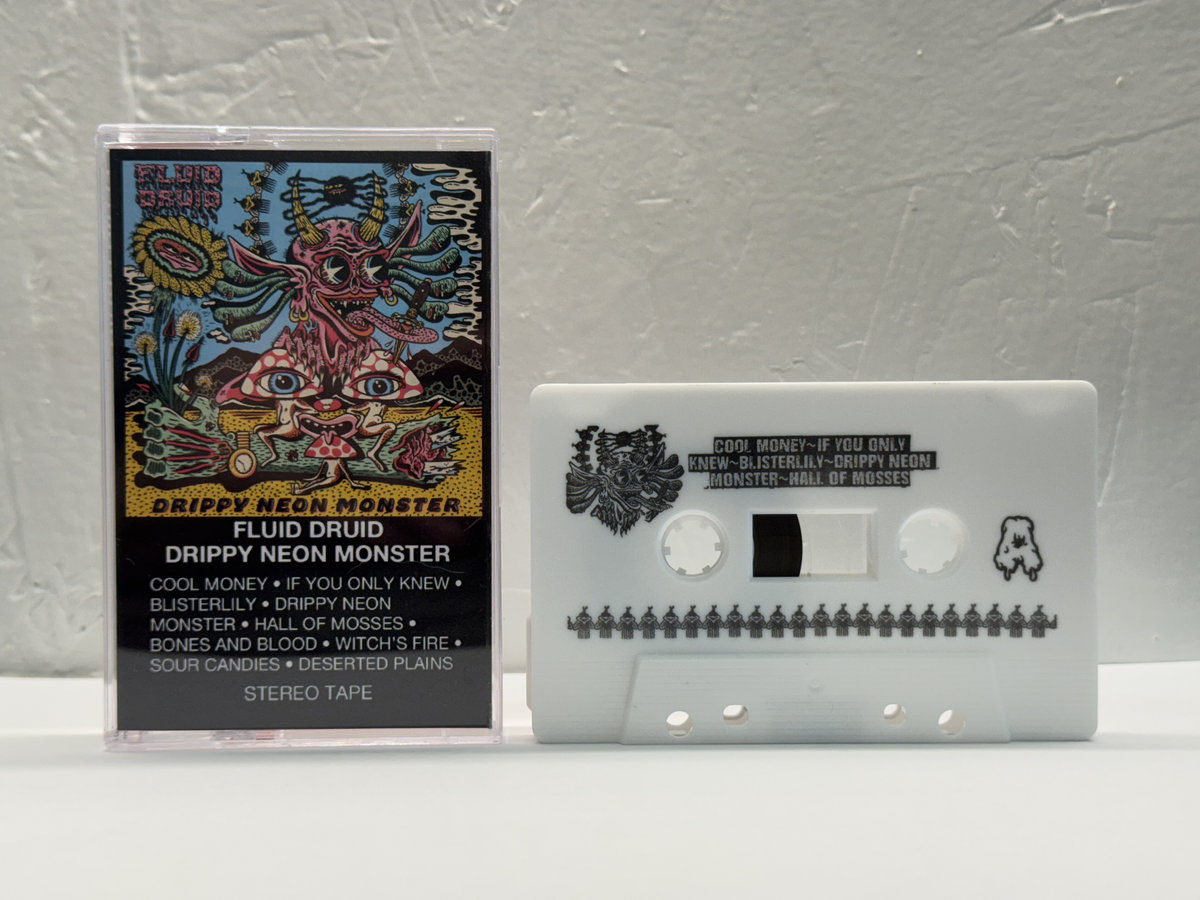 FLUID
DRUID
DRIPPY NEON MONSTER
FLUID DRUID
DRIPPY NEON MONSTER
COOL MONEY • IF YOU ONLY KNEW •
BLISTERLILY • DRIPPY NEON
MONSTER • HALL OF MOSSES •
BONES AND BLOOD • WITCH'S FIRE •
SOUR CANDIES • DESERTED PLAINS
STEREO TAPE
COOL MONEY~IF YOU ONLY
KNEW~BLISTERLILY~DRIPPY NEON
MONSTER~HALL OF MOSSES